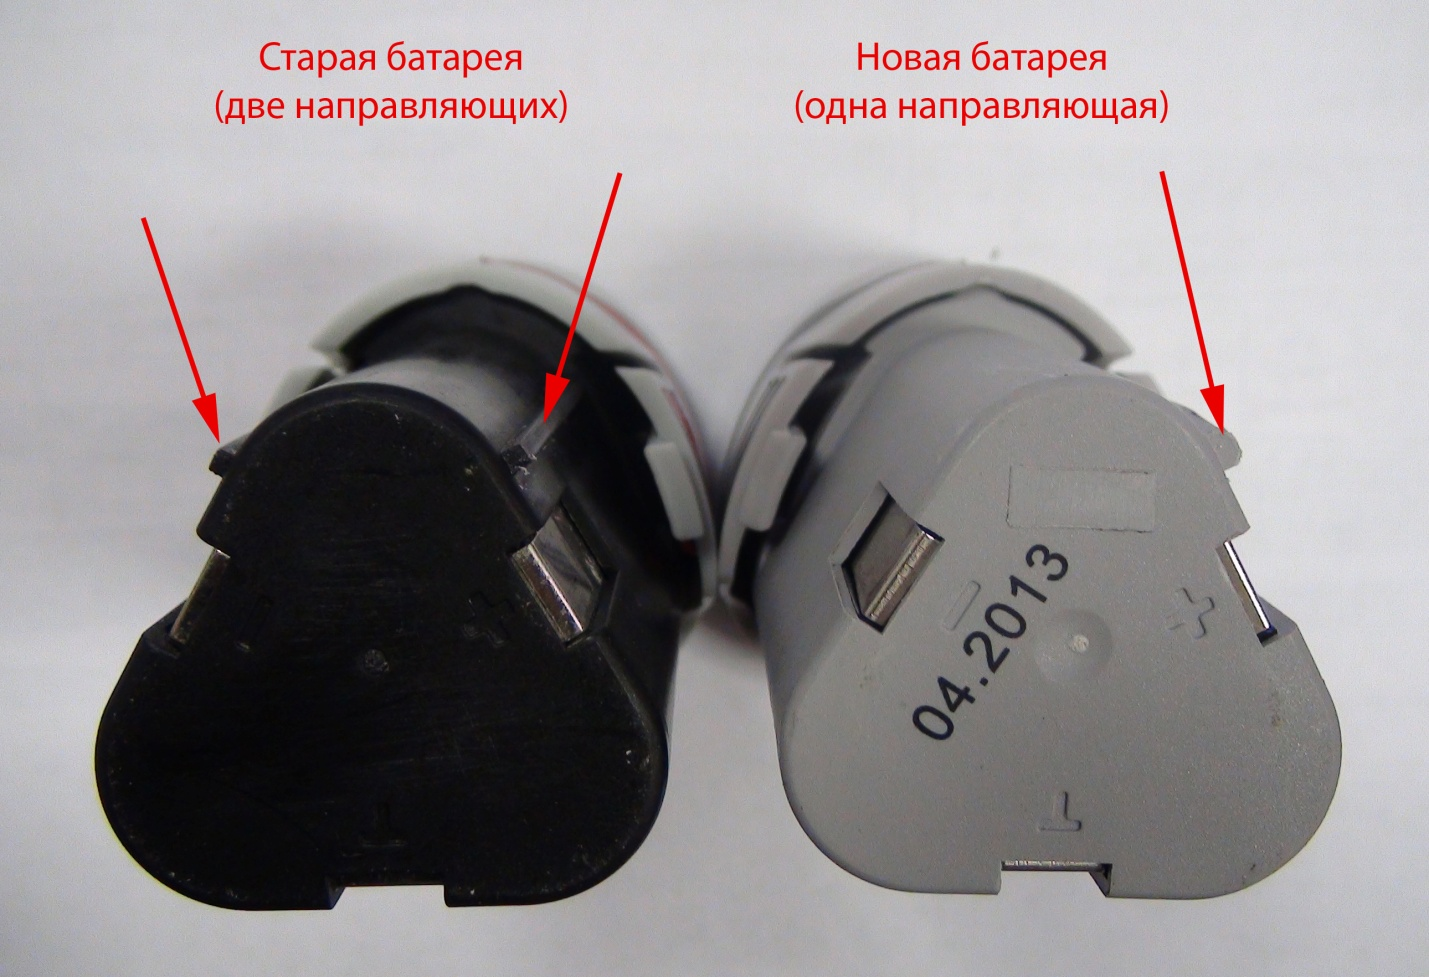 Старая батарея
(две направляющих)
Новая батарея
(одна направляющая)
− +
T
− +
T
04.2013